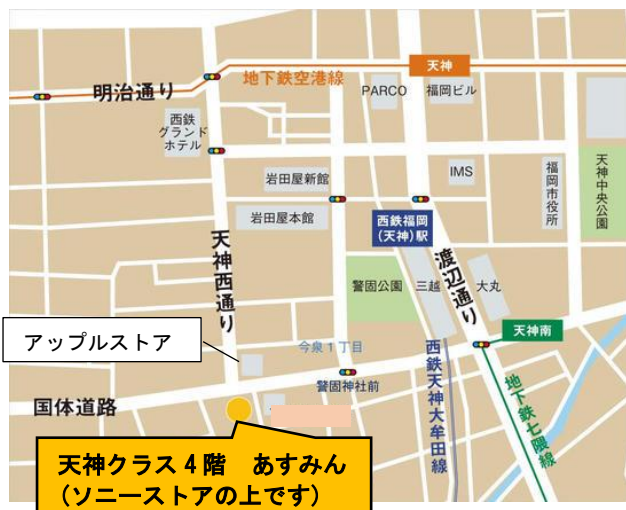 天神
地下鉄空港線
明治通り
PARCO
福岡ビル
西鉄
グランド
ホテル
IMS
天神中央公園
岩田屋新館
福岡市役所
岩田屋本館
西鉄福岡
(天神)駅
天神西通り
渡辺通り
警固公園
三越
大丸
天神南
アップルストア
今泉1丁目
警固神社前
西鉄天神大牟田線
地下鉄七隈線
国体道路
天神クラス4階 あすみん
(ソニーストアの上です)